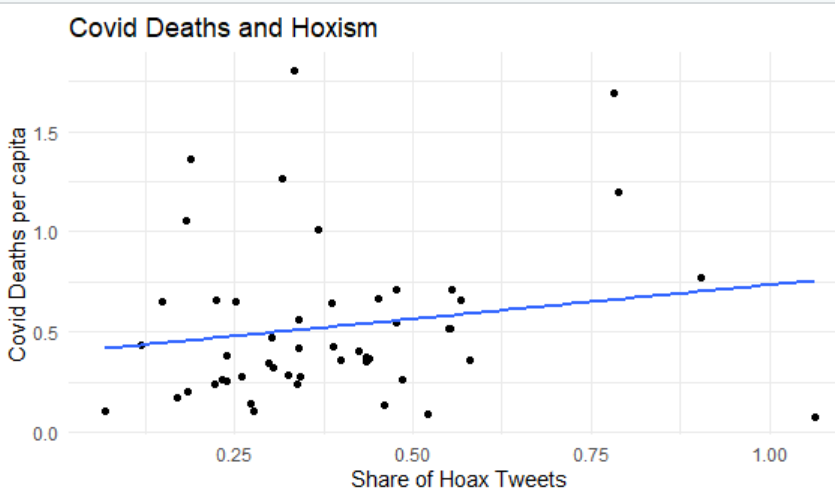 Covid Deaths and Hoxism
Covid Deaths per capita
1.5
1.0
0.5
0.0
0.25 0.50 0.75 1.00
Share of Hoax Tweets